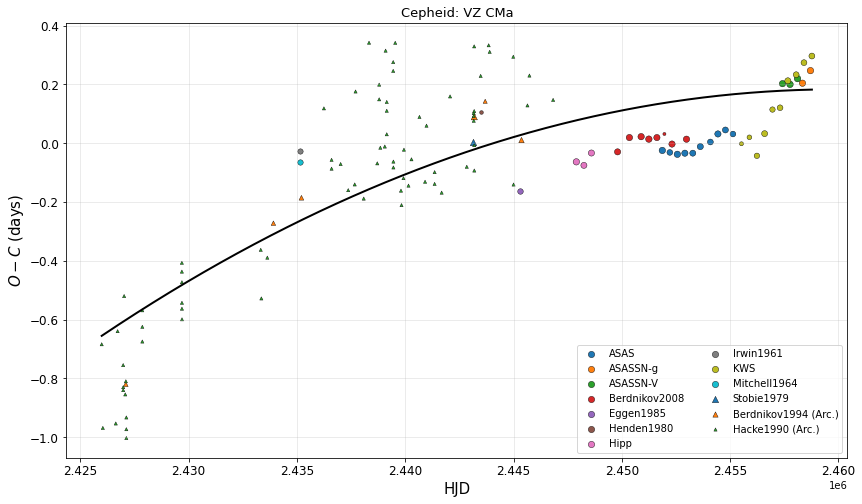 Cepheid: VZ CMa
0.4
0.2
0.0
−0.2
−0.4
−0.6
−0.8
−1.0
O − C (days)
ASAS
ASASSN-g
ASASSN-V
Berdnikov2008
Eggen1985
Henden1980
Hipp
Irwin1961
KWS
Mitchell1964
Stobie1979
Berdnikov1994 (Arc.)
Hacke1990 (Arc.)
2.425 2.430 2.435 2.440 2.445 2.450 2.455 2.460
1e6
HJD